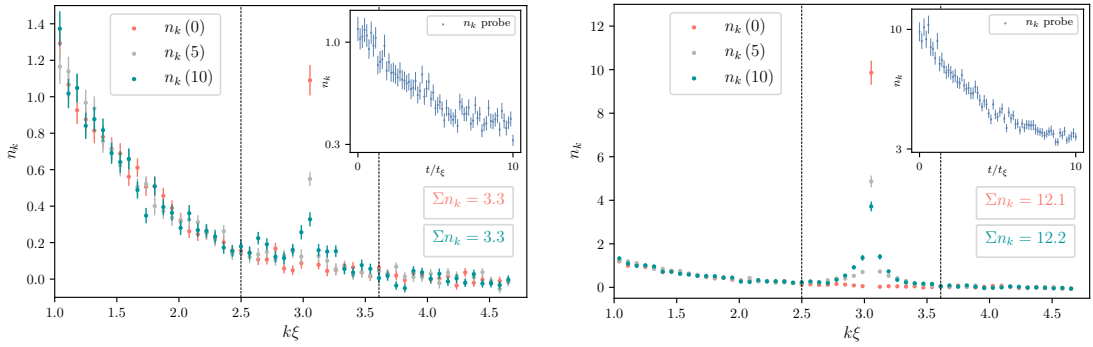 1.4
1.2
1.0
0.8
0.6
0.4
0.2
0.0
n_k
1.0 1.5 2.0 2.5 3.0 3.5 4.0 4.5
kξ
n_k(0)
n_k(5)
n_k(10)
n_k probe
1.0
0.3
n_k
0 10
t/t_ξ
Σn_k = 3.3
Σn_k = 3.3
12
10
8
6
4
2
0
n_k
1.0 1.5 2.0 2.5 3.0 3.5 4.0 4.5
kξ
n_k(0)
n_k(5)
n_k(10)
n_k probe
10
3
n_k
0 10
t/t_ξ
Σn_k = 12.1
Σn_k = 12.2